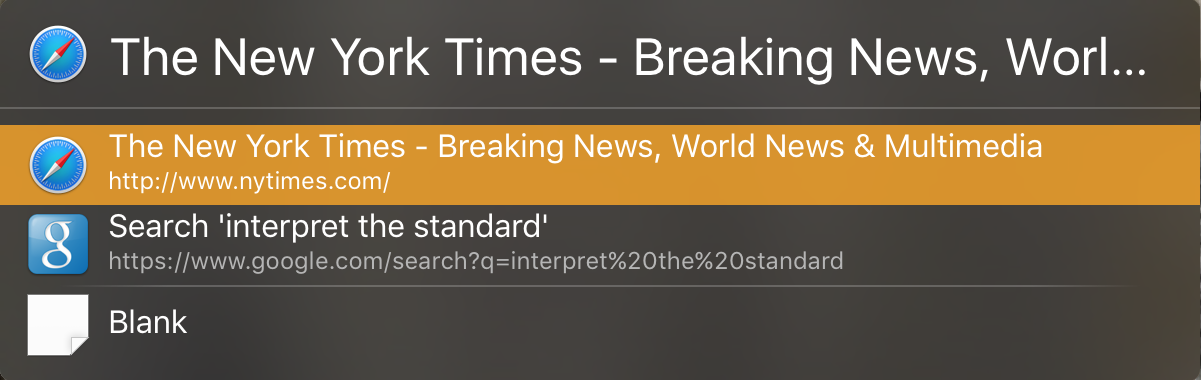 The New York Times - Breaking News, Worl...
The New York Times - Breaking News, World News & Multimedia
http://www.nytimes.com/
Search 'interpret the standard'
g
https://www.google.com/search?q=interpret%20the%20standard
Blank